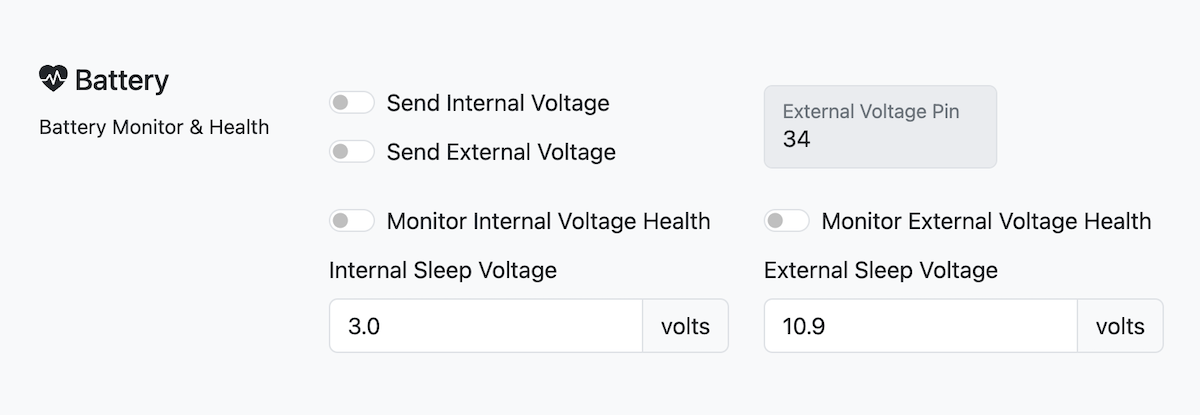 Battery
Battery Monitor & Health
Send Internal Voltage
Send External Voltage
External Voltage Pin
34
Monitor Internal Voltage Health
Monitor External Voltage Health
Internal Sleep Voltage
External Sleep Voltage
3.0 volts
10.9 volts